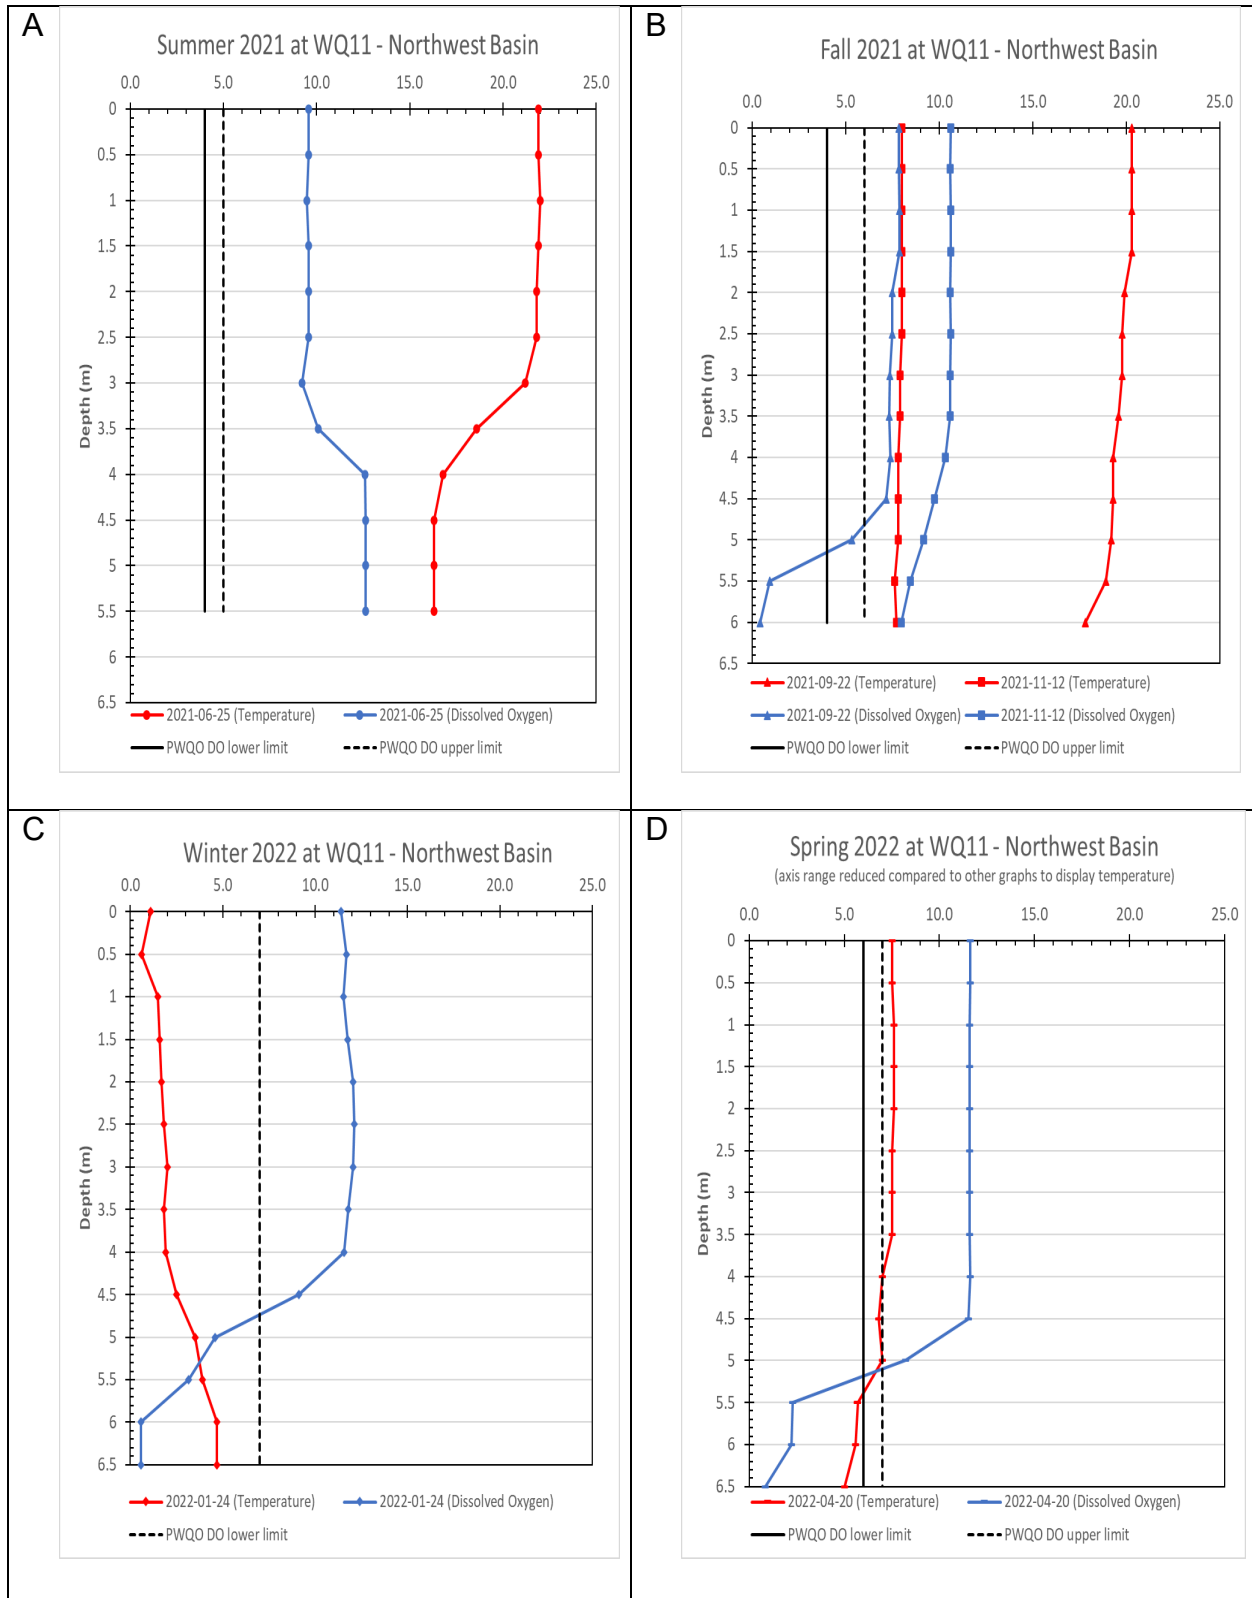 A
Summer 2021 at WQ11 - Northwest Basin
0.0 5.0 10.0 15.0 20.0 25.0
0
0.5
1
1.5
2
2.5
3
3.5
4
4.5
5
5.5
6
6.5
Depth (m)
2021-06-25 (Temperature) 2021-06-25 (Dissolved Oxygen)
PWQO DO lower limit PWQO DO upper limit
B
Fall 2021 at WQ11 - Northwest Basin
0.0 5.0 10.0 15.0 20.0 25.0
0
0.5
1
1.5
2
2.5
3
3.5
4
4.5
5
5.5
6
6.5
Depth (m)
2021-09-22 (Temperature) 2021-11-12 (Temperature)
2021-09-22 (Dissolved Oxygen) 2021-11-12 (Dissolved Oxygen)
PWQO DO lower limit PWQO DO upper limit
C
Winter 2022 at WQ11 - Northwest Basin
0.0 5.0 10.0 15.0 20.0 25.0
0
0.5
1
1.5
2
2.5
3
3.5
4
4.5
5
5.5
6
6.5
Depth (m)
2022-01-24 (Temperature) 2022-01-24 (Dissolved Oxygen)
PWQO DO lower limit
D
Spring 2022 at WQ11 - Northwest Basin
(axis range reduced compared to other graphs to display temperature)
0.0 5.0 10.0 15.0 20.0 25.0
0
0.5
1
1.5
2
2.5
3
3.5
4
4.5
5
5.5
6
6.5
Depth (m)
2022-04-20 (Temperature) 2022-04-20 (Dissolved Oxygen)
PWQO DO lower limit PWQO DO upper limit